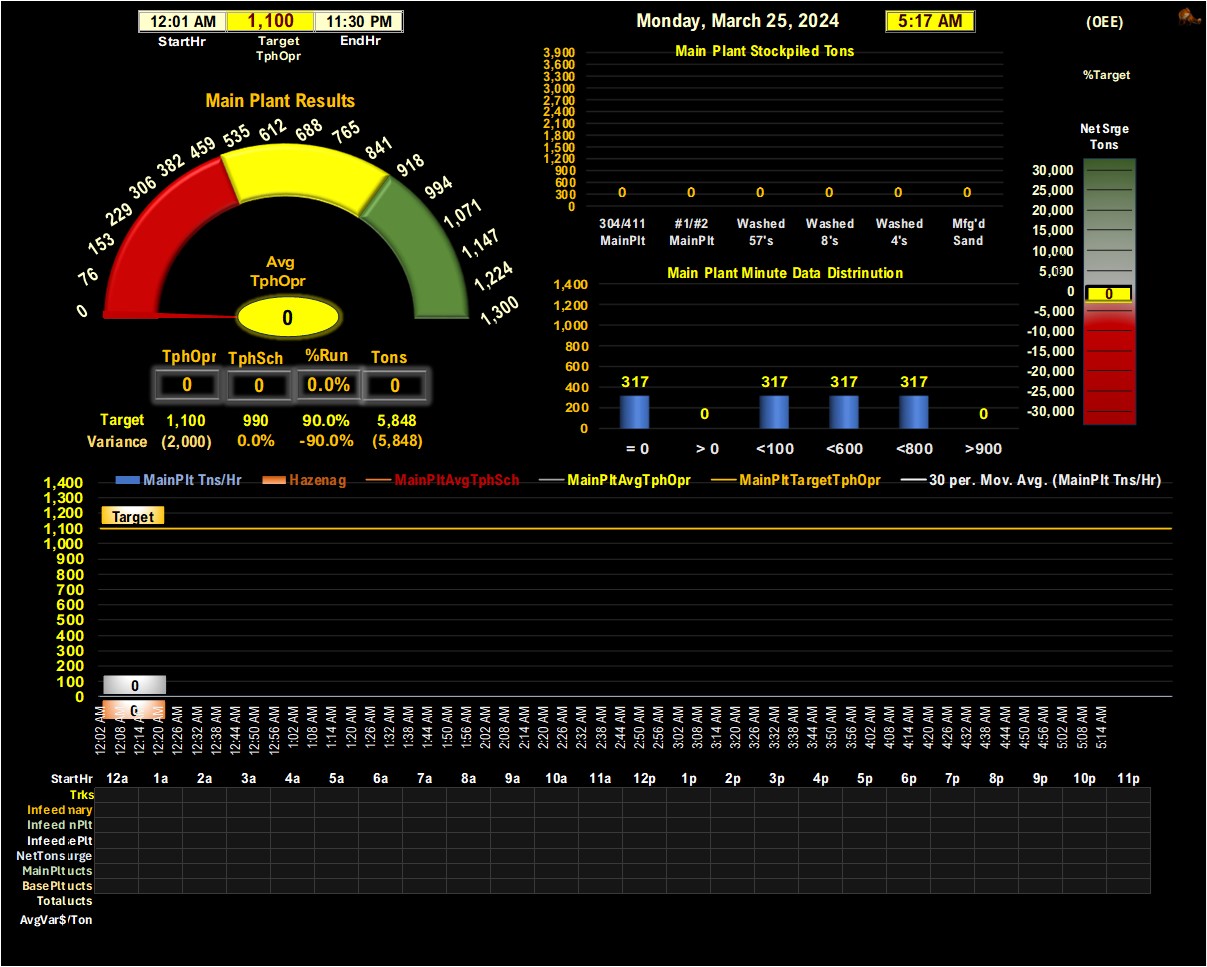 12:01 AM 1,100 11:30 PM
StartHr Target TphOpr EndHr
Monday, March 25, 2024 5:17 AM
(OEE)
%Target
Main Plant Results
0 76 153 229 306 382 459 535 612 688 765 841 918 994 1,071 1,147 1,224 1,300
Avg
TphOpr
0
TphOpr TphSch %Run Tons
0 0 0.0% 0
Target 1,100 990 90.0% 5,848
Variance (2,000) 0.0% -90.0% (5,848)
Main Plant Stockpiled Tons
3,900
3,600
3,300
3,000
2,700
2,400
2,100
1,800
1,500
1,200
900
600
300
0
0 0 0 0 0 0
304/411 #1/#2 Washed Washed Washed Mfg'd
MainPlt MainPlt 57's 8's 4's Sand
Main Plant Minute Data Distrinution
1,400
1,200
1,000
800
600
400
200
0
317 0 317 317 317 0
= 0 > 0 <100 <600 <800 >900
Net Srge
Tons
30,000
25,000
20,000
15,000
10,000
5,000
0
0
-5,000
-10,000
-15,000
-20,000
-25,000
-30,000
MainPlt Tns/Hr Hazenag MainPltAvgTphSch MainPltAvgTphOpr MainPltTargetTphOpr 30 per. Mov. Avg. (MainPlt Tns/Hr)
1,400
1,300
1,200
1,100
1,000
900
800
700
600
500
400
300
200
100
0
Target
0
0
12:02 AM 12:08 AM 12:14 AM 12:20 AM 12:26 AM 12:32 AM 12:38 AM 12:44 AM 12:50 AM 12:56 AM 1:02 AM 1:08 AM 1:14 AM 1:20 AM 1:26 AM 1:32 AM 1:38 AM 1:44 AM 1:50 AM 1:56 AM 2:02 AM 2:08 AM 2:14 AM 2:20 AM 2:26 AM 2:32 AM 2:38 AM 2:44 AM 2:50 AM 2:56 AM 3:02 AM 3:08 AM 3:14 AM 3:20 AM 3:26 AM 3:32 AM 3:38 AM 3:44 AM 3:50 AM 3:56 AM 4:02 AM 4:08 AM 4:14 AM 4:20 AM 4:26 AM 4:32 AM 4:38 AM 4:44 AM 4:50 AM 4:56 AM 5:02 AM 5:08 AM 5:14 AM
StartHr 12a 1a 2a 3a 4a 5a 6a 7a 8a 9a 10a 11a 12p 1p 2p 3p 4p 5p 6p 7p 8p 9p 10p 11p
Trks
Infeed nary
Infeed nPlt
Infeed ePlt
NetTons urge
MainPlt ucts
BasePlt ucts
Total ucts
AvgVar$/Ton